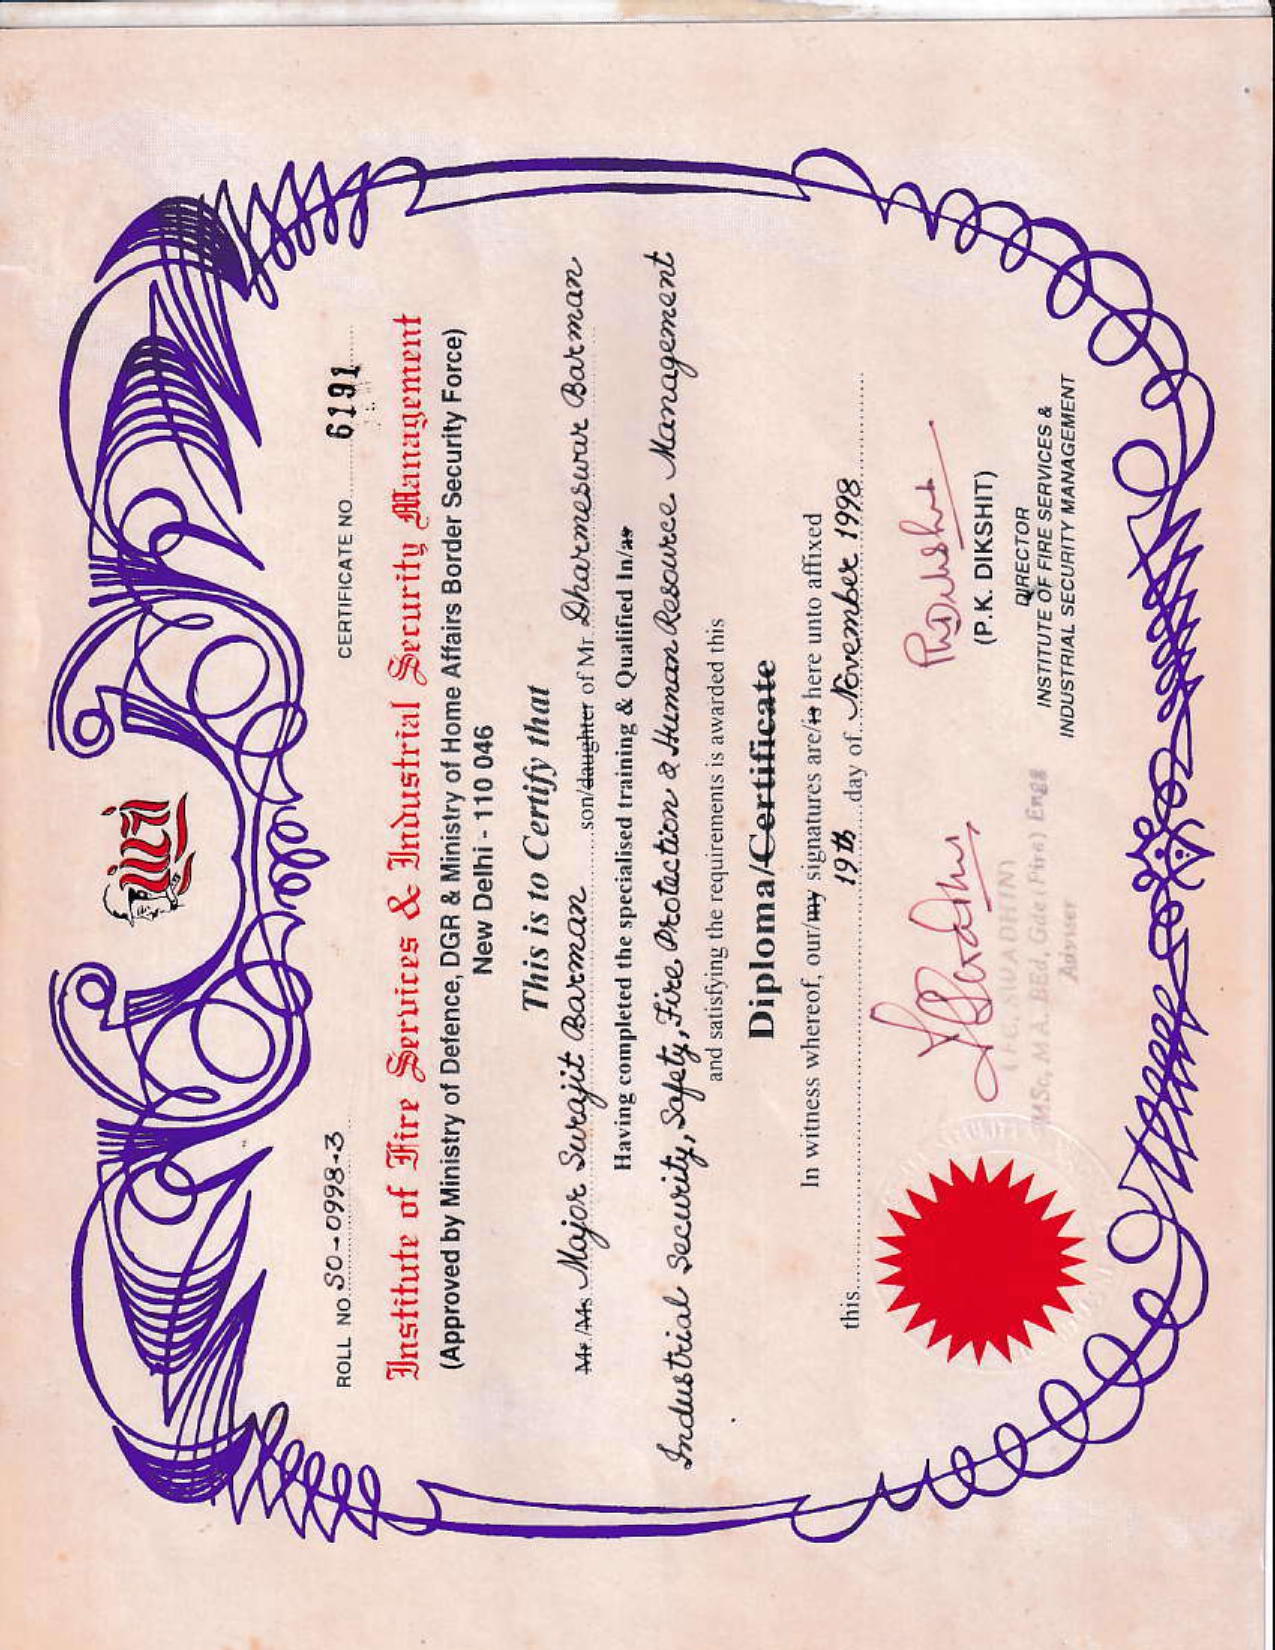 ROLL NO. SO-0998-3
CERTIFICATE NO. 6191
Institute of Fire Services & Industrial Security Management
(Approved by Ministry of Defence, DGR & Ministry of Home Affairs Border Security Force)
New Delhi - 110 046
This is to Certify that
Mr./Ms Major Surajit Barman son/daughter of Mr. Dharmeswar Barman
Having completed the specialised training & Qualified In/as
Industrial Security, Safety, Fire Protection & Human Resource Management
and satisfying the requirements is awarded this
Diploma/Certificate
In witness whereof, our/my signatures are/is here unto affixed
this 19th day of November 1998
(P.K. DIKSHIT)
SWADHIN)
MSc, M A. BEd, Gde (Fire) Engg
Adviser
DIRECTOR
INSTITUTE OF FIRE SERVICES &
INDUSTRIAL SECURITY MANAGEMENT